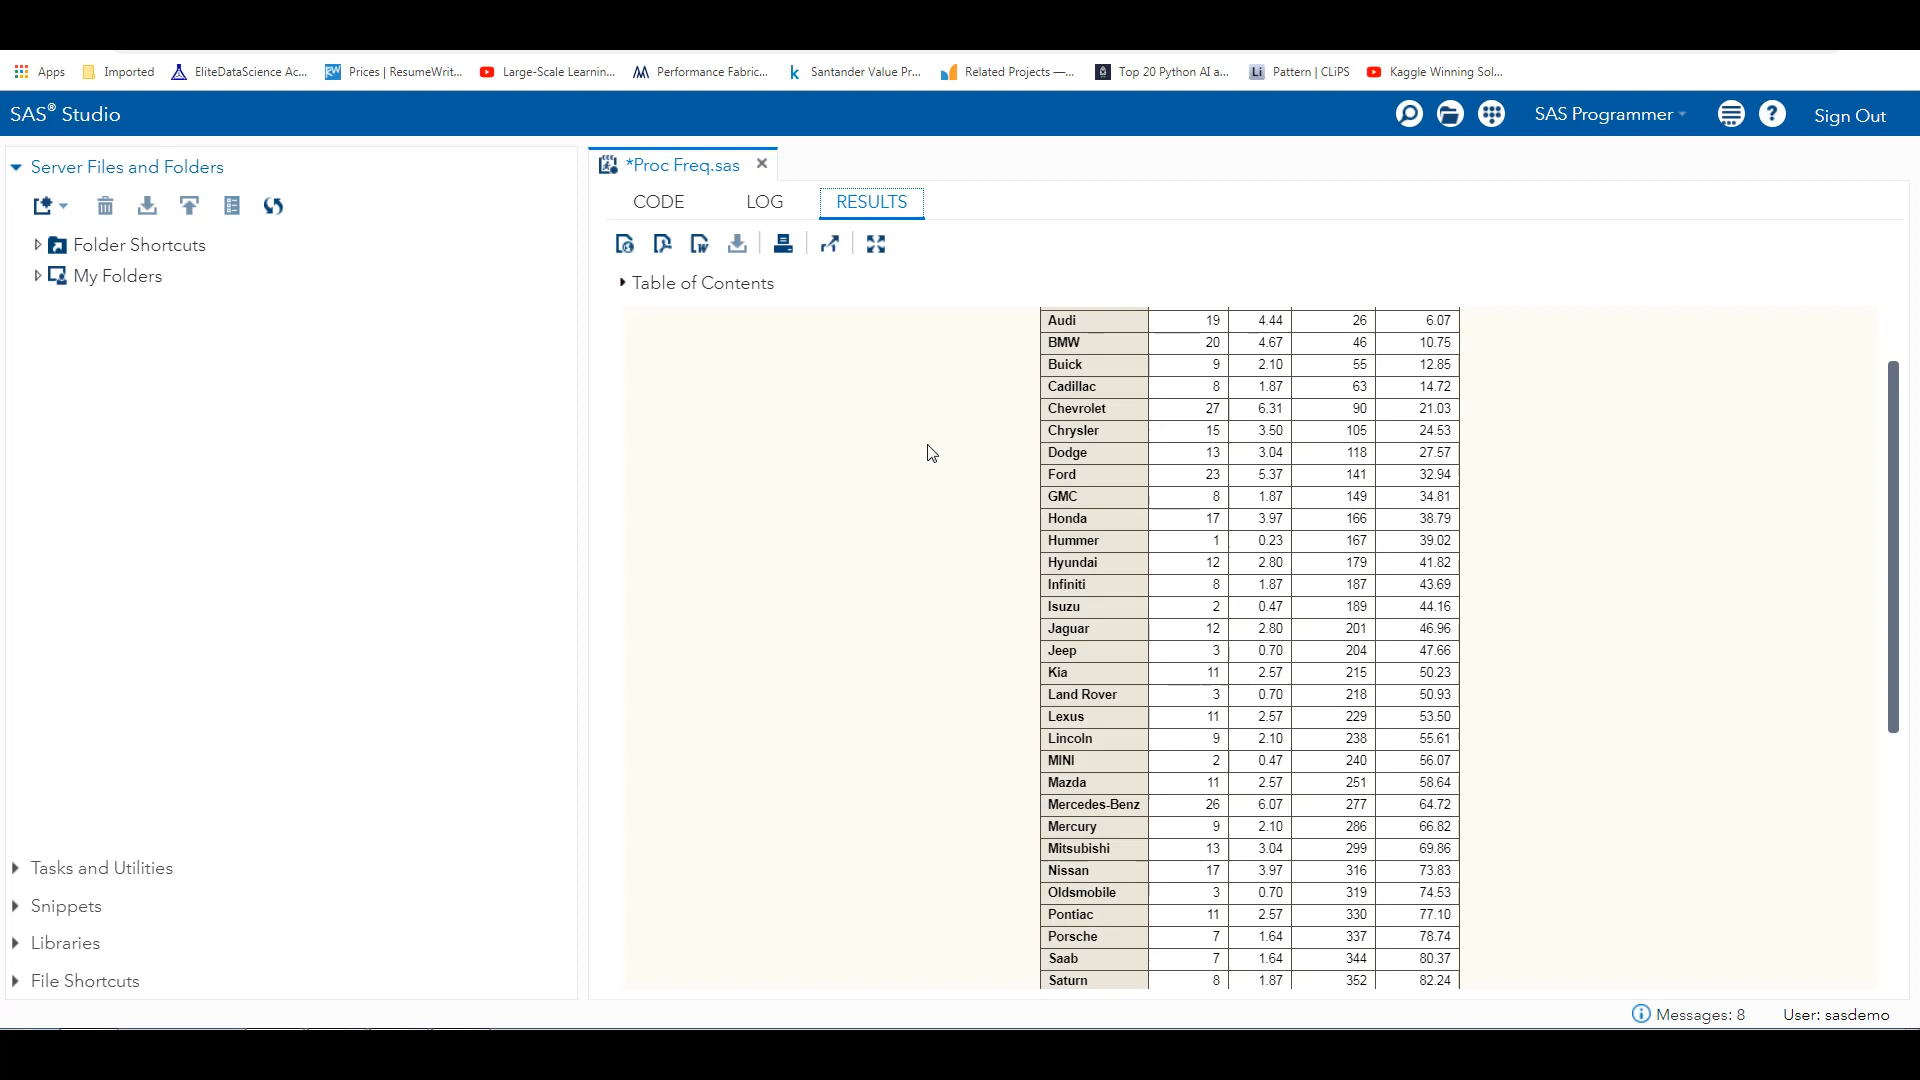 Apps Imported EliteDataScience Ac... Prices | ResumeWrit... Large-Scale Learnin... Performance Fabric... Santander Value Pr... Related Projects —... Top 20 Python AI a... Pattern | CLiPS Kaggle Winning Sol...
SAS® Studio SAS Programmer Sign Out
Server Files and Folders
Folder Shortcuts
My Folders
Tasks and Utilities
Snippets
Libraries
File Shortcuts
*Proc Freq.sas
CODE LOG RESULTS
Table of Contents
Audi 19 4.44 26 6.07
BMW 20 4.67 46 10.75
Buick 9 2.10 55 12.85
Cadillac 8 1.87 63 14.72
Chevrolet 27 6.31 90 21.03
Chrysler 15 3.50 105 24.53
Dodge 13 3.04 118 27.57
Ford 23 5.37 141 32.94
GMC 8 1.87 149 34.81
Honda 17 3.97 166 38.79
Hummer 1 0.23 167 39.02
Hyundai 12 2.80 179 41.82
Infiniti 8 1.87 187 43.69
Isuzu 2 0.47 189 44.16
Jaguar 12 2.80 201 46.96
Jeep 3 0.70 204 47.66
Kia 11 2.57 215 50.23
Land Rover 3 0.70 218 50.93
Lexus 11 2.57 229 53.50
Lincoln 9 2.10 238 55.61
MINI 2 0.47 240 56.07
Mazda 11 2.57 251 58.64
Mercedes-Benz 26 6.07 277 64.72
Mercury 9 2.10 286 66.82
Mitsubishi 13 3.04 299 69.86
Nissan 17 3.97 316 73.83
Oldsmobile 3 0.70 319 74.53
Pontiac 11 2.57 330 77.10
Porsche 7 1.64 337 78.74
Saab 7 1.64 344 80.37
Saturn 8 1.87 352 82.24
Messages: 8 User: sasdemo